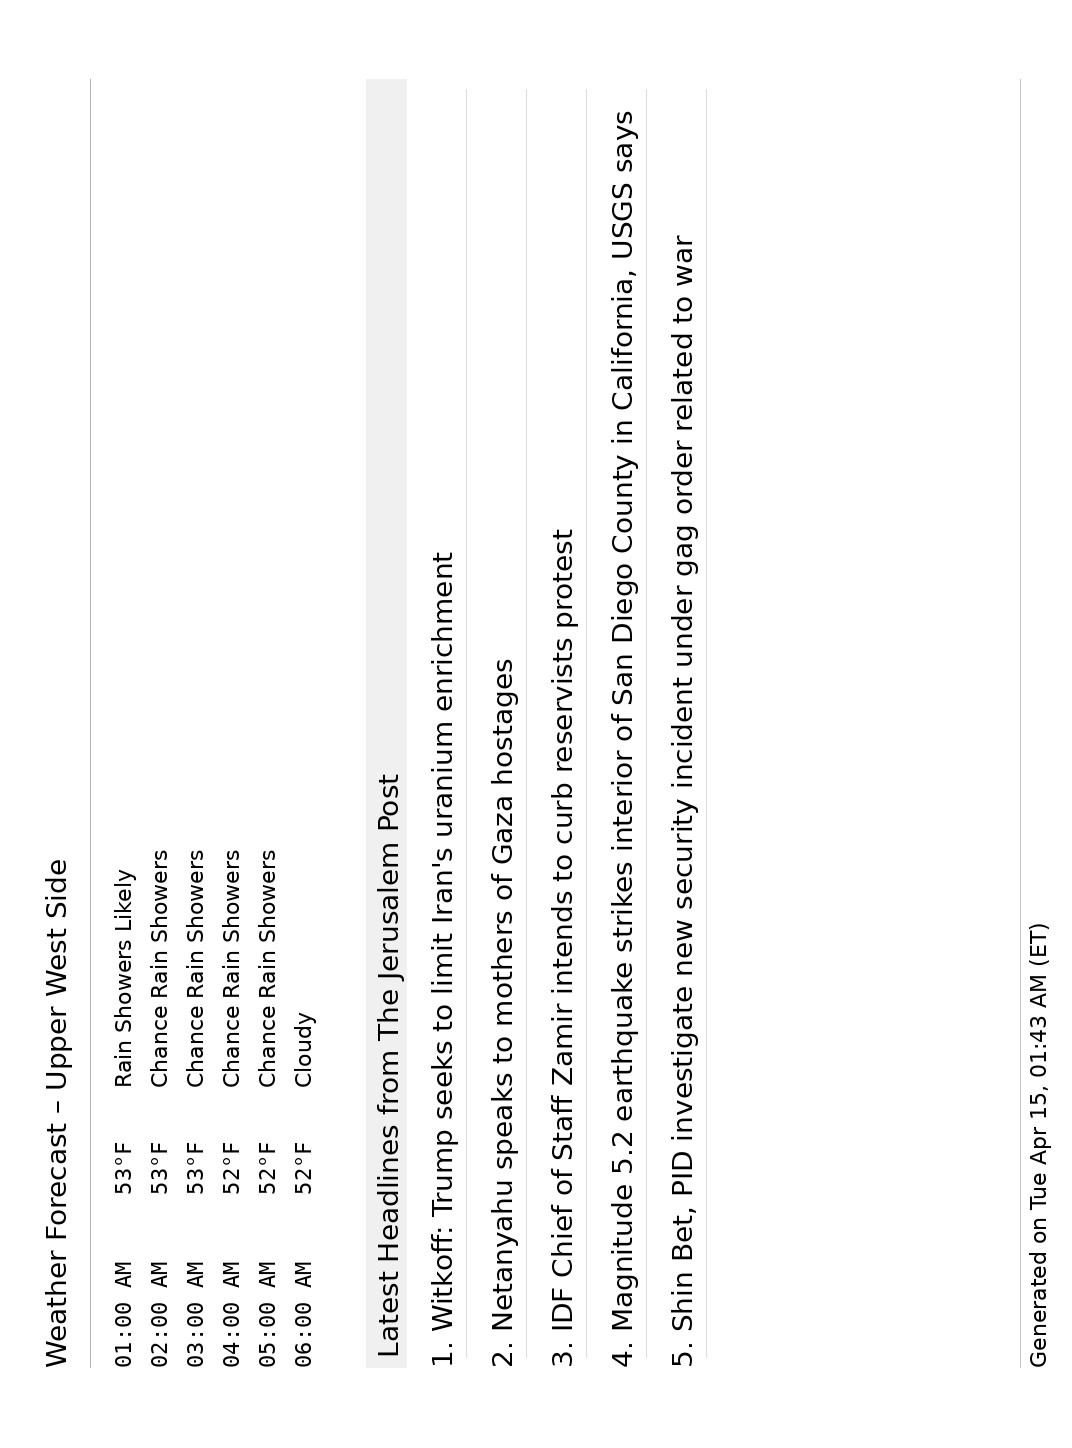 Weather Forecast – Upper West Side
01:00 AM 53°F Rain Showers Likely
02:00 AM 53°F Chance Rain Showers
03:00 AM 53°F Chance Rain Showers
04:00 AM 52°F Chance Rain Showers
05:00 AM 52°F Chance Rain Showers
06:00 AM 52°F Cloudy
Latest Headlines from The Jerusalem Post
1. Witkoff: Trump seeks to limit Iran's uranium enrichment
2. Netanyahu speaks to mothers of Gaza hostages
3. IDF Chief of Staff Zamir intends to curb reservists protest
4. Magnitude 5.2 earthquake strikes interior of San Diego County in California, USGS says
5. Shin Bet, PID investigate new security incident under gag order related to war
Generated on Tue Apr 15, 01:43 AM (ET)